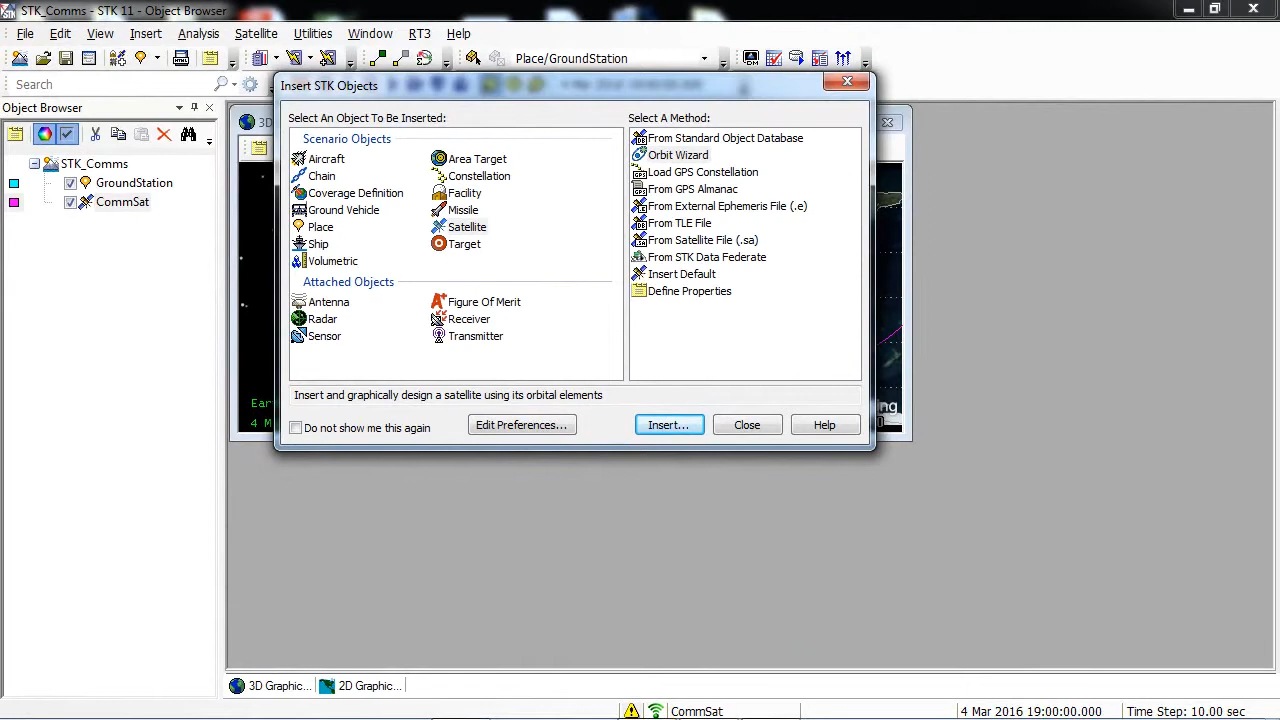 STK_Comms - STK 11 - Object Browser
File Edit View Insert Analysis Satellite Utilities Window RT3 Help
Place/GroundStation
Search
Object Browser
STK_Comms
GroundStation
CommSat
3D
Insert STK Objects
Select An Object To Be Inserted:
Scenario Objects
Aircraft Area Target
Chain Constellation
Coverage Definition Facility
Ground Vehicle Missile
Place Satellite
Ship Target
Volumetric
Attached Objects
Antenna Figure Of Merit
Radar Receiver
Sensor Transmitter
Select A Method:
From Standard Object Database
Orbit Wizard
Load GPS Constellation
From GPS Almanac
From External Ephemeris File (.e)
From TLE File
From Satellite File (.sa)
From STK Data Federate
Insert Default
Define Properties
Insert and graphically design a satellite using its orbital elements
Do not show me this again Edit Preferences... Insert... Close Help
Ear
4 M
ing
3D Graphic... 2D Graphic...
CommSat 4 Mar 2016 19:00:00.000 Time Step: 10.00 sec